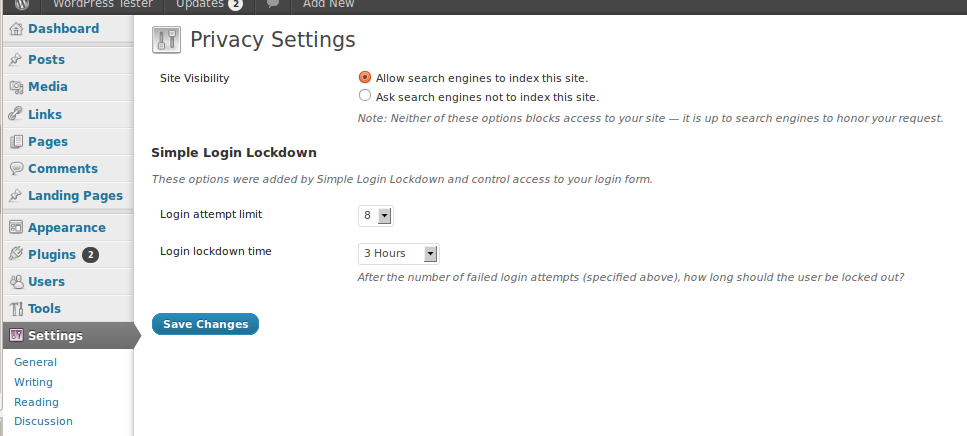 WordPress Tester Updates 2 Add New
Dashboard
Posts
Media
Links
Pages
Comments
Landing Pages
Appearance
Plugins 2
Users
Tools
Settings
General
Writing
Reading
Discussion
Privacy Settings
Site Visibility
Allow search engines to index this site.
Ask search engines not to index this site.
Note: Neither of these options blocks access to your site — it is up to search engines to honor your request.
Simple Login Lockdown
These options were added by Simple Login Lockdown and control access to your login form.
Login attempt limit
8
Login lockdown time
3 Hours
After the number of failed login attempts (specified above), how long should the user be locked out?
Save Changes